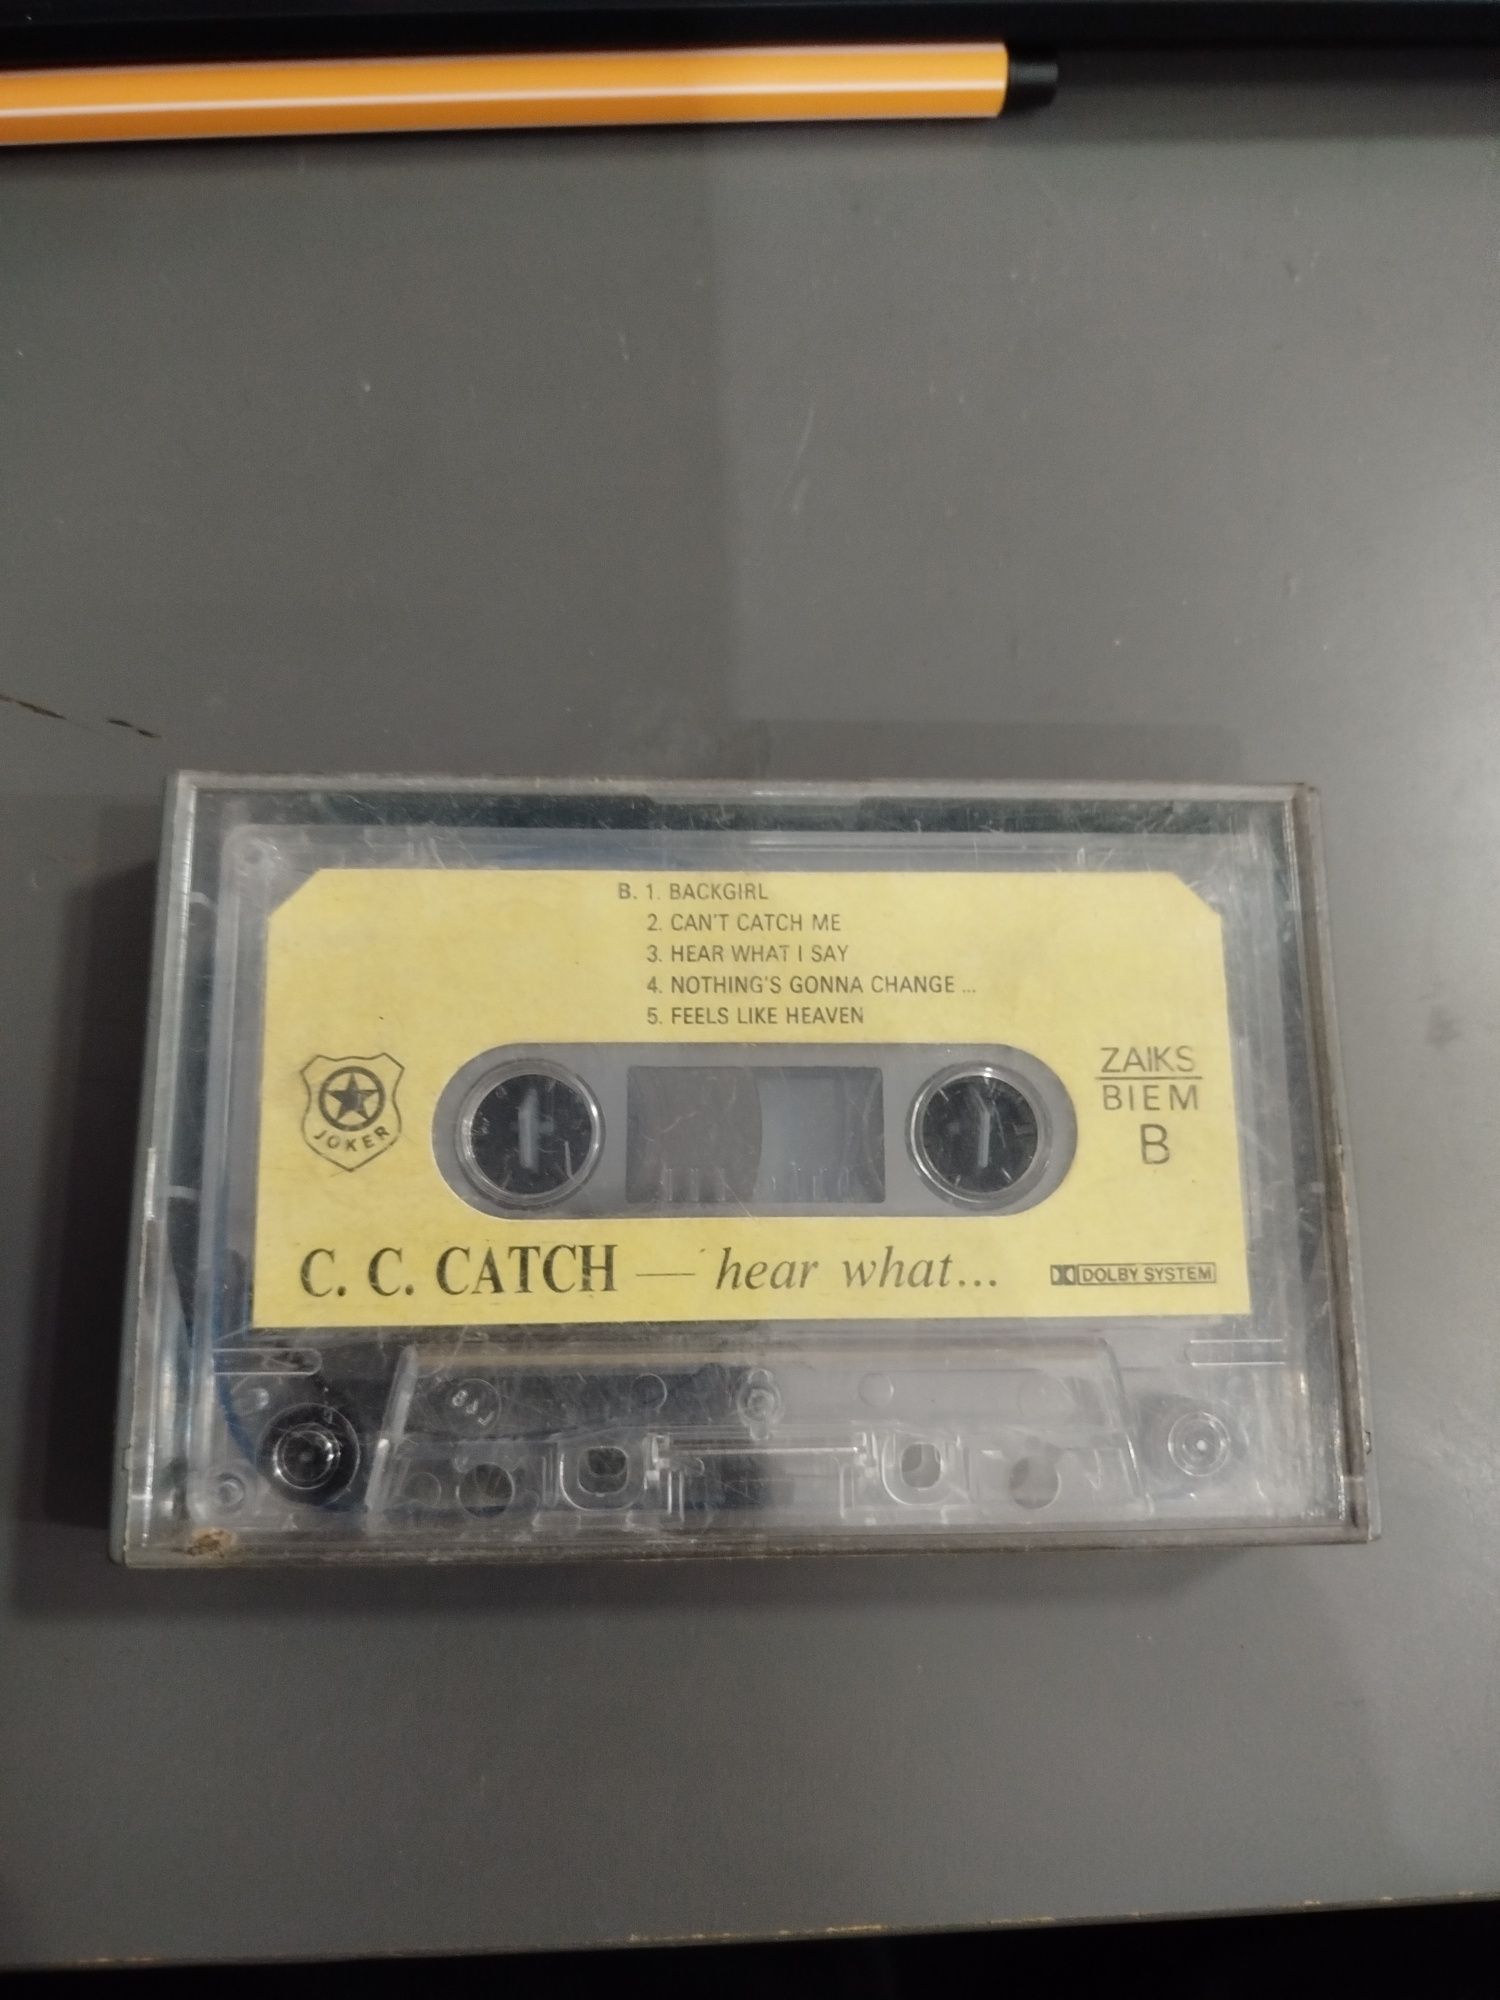 B. 1. BACKGIRL
2. CAN'T CATCH ME
3. HEAR WHAT I SAY
4. NOTHING'S GONNA CHANGE ...
5. FEELS LIKE HEAVEN
JOKER
ZAIKS
BIEM
B
C. C. CATCH — hear what...
DOLBY SYSTEM